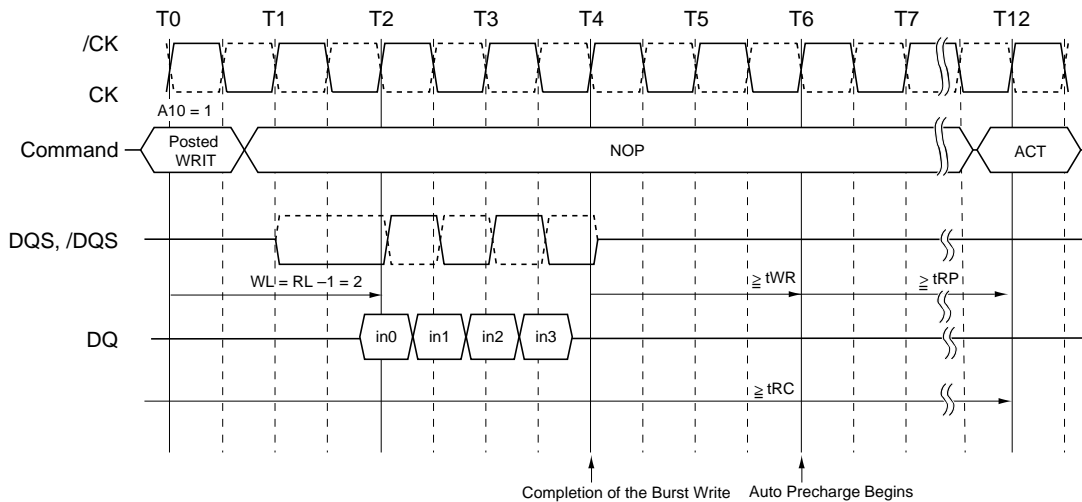 T0 T1 T2 T3 T4 T5 T6 T7 T12
/CK
CK
A10 = 1
Command
Posted
WRIT
NOP
ACT
DQS, /DQS
WL = RL –1 = 2
≧ tWR
≧ tRP
DQ
in0 in1 in2 in3
≧ tRC
Completion of the Burst Write
Auto Precharge Begins